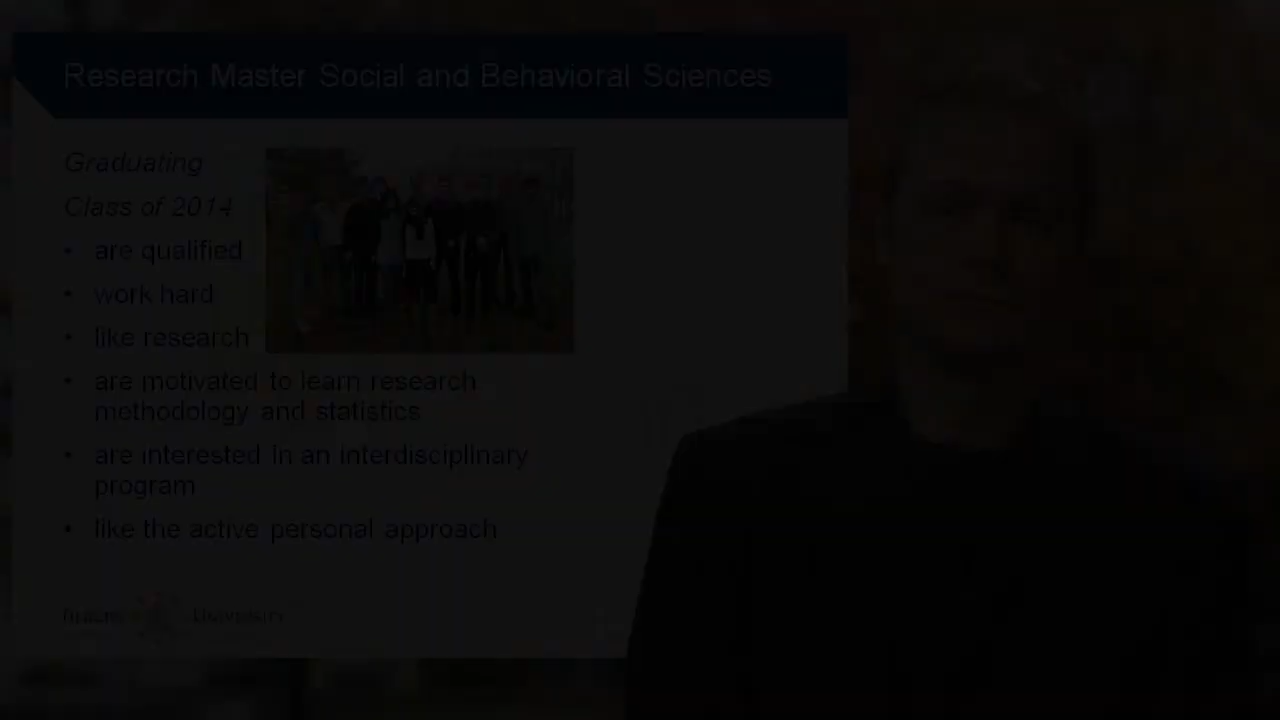 Research Master Social and Behavioral Sciences
Graduating
Class of 2014
• are qualified
• work hard
• like research
• are motivated to learn research
methodology and statistics
• are interested in an interdisciplinary
program
• like the active personal approach
University